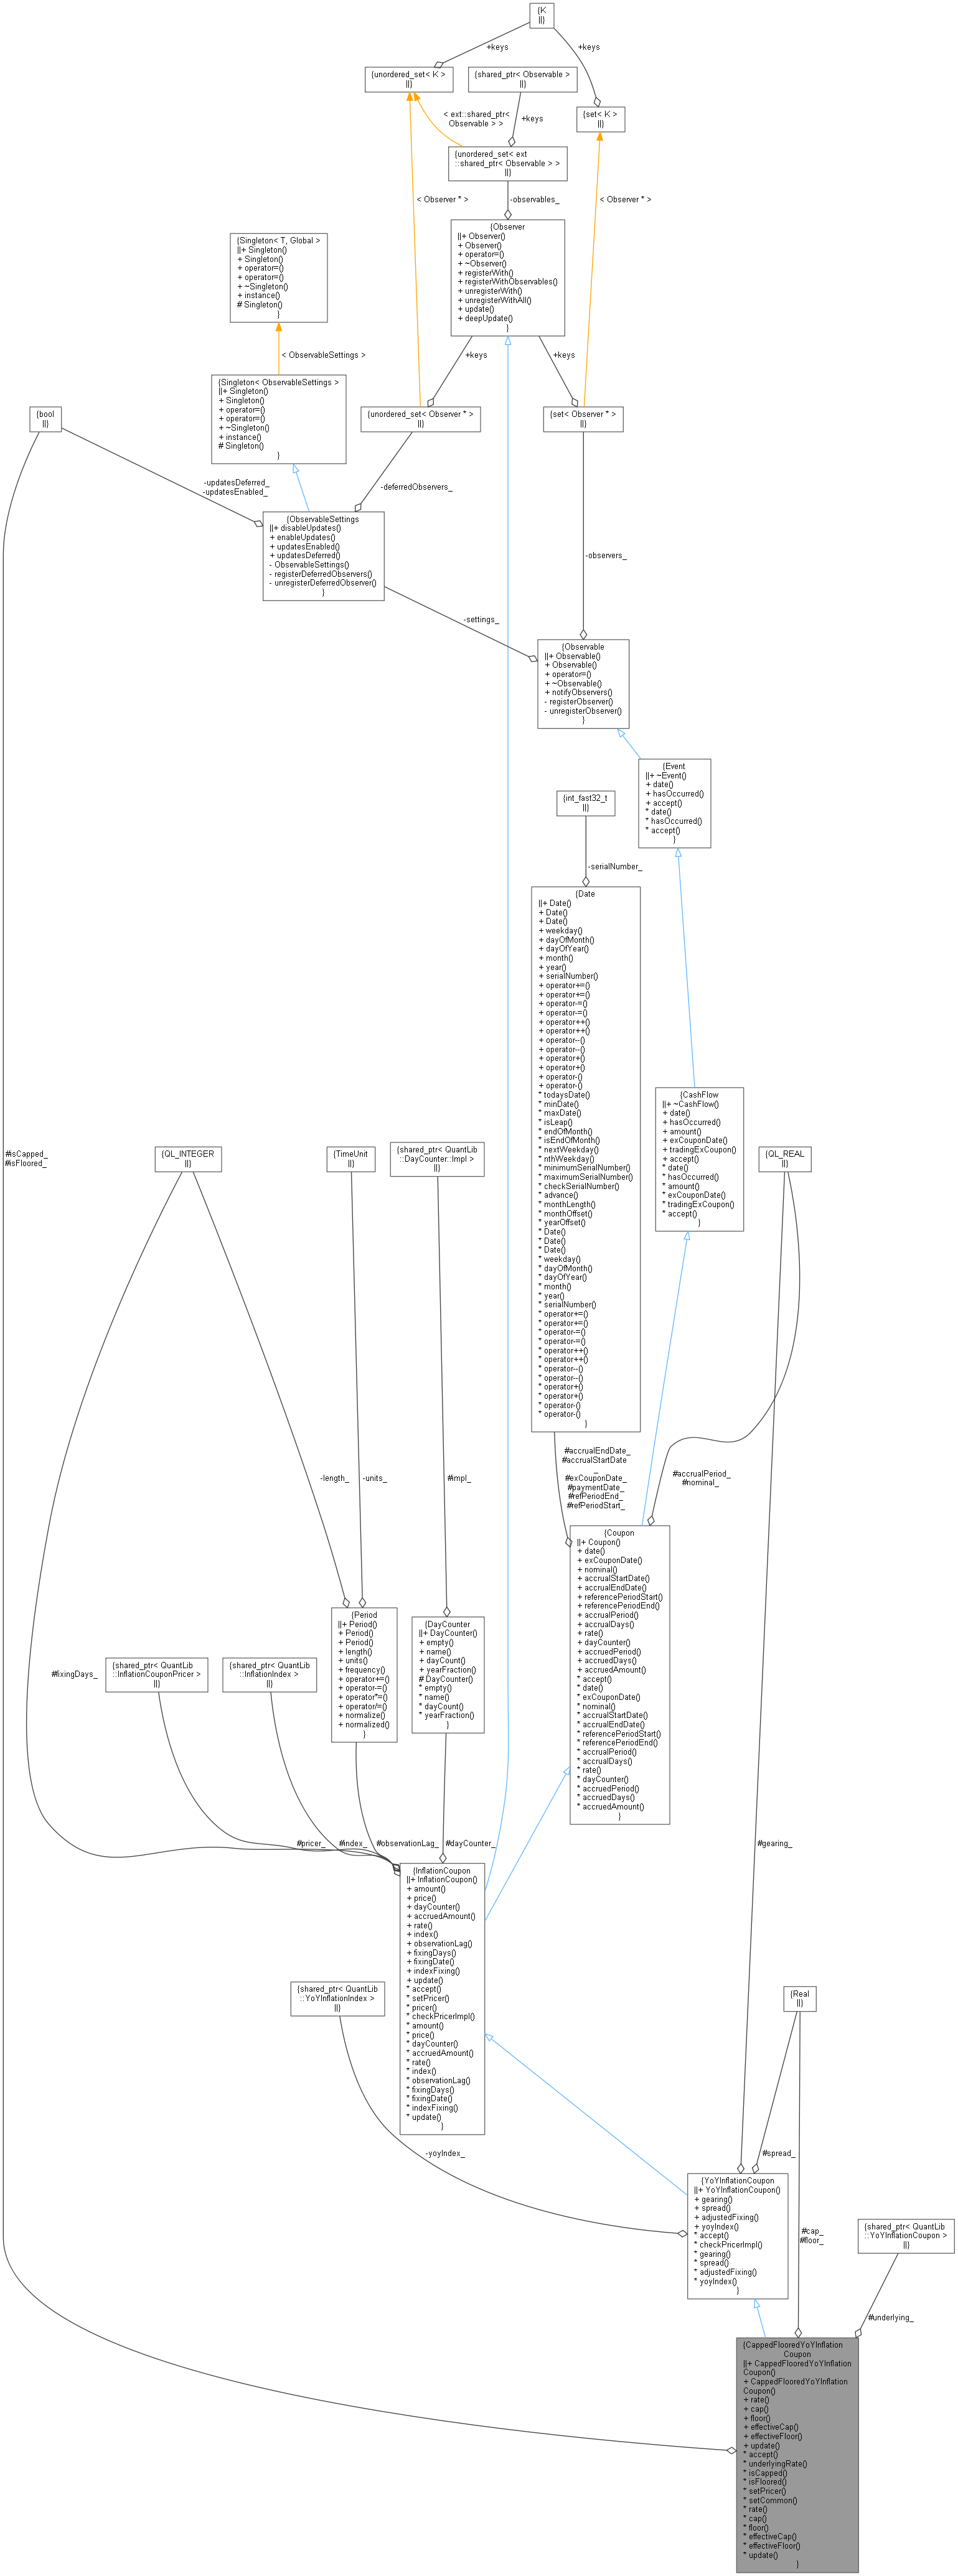 {K
||}
+keys
+keys
{unordered_set< K >
||}
{shared_ptr< Observable >
||}
{set< K >
||}
< ext::shared_ptr<
Observable > >
+keys
{unordered_set< ext
::shared_ptr< Observable > >
||}
< Observer * >
-observables_
< Observer * >
{Observer
||+ Observer()
+ Observer()
+ operator=()
+ ~Observer()
+ registerWith()
+ registerWithObservables()
+ unregisterWith()
+ unregisterWithAll()
+ update()
+ deepUpdate()
}
{Singleton< T, Global >
||+ Singleton()
+ Singleton()
+ operator=()
+ operator=()
+ ~Singleton()
+ instance()
# Singleton()
}
< ObservableSettings >
+keys
+keys
{Singleton< ObservableSettings >
||+ Singleton()
+ Singleton()
+ operator=()
+ operator=()
+ ~Singleton()
+ instance()
# Singleton()
}
{bool
||}
{unordered_set< Observer * >
||}
{set< Observer * >
||}
-updatesDeferred_
-updatesEnabled_
-deferredObservers_
{ObservableSettings
||+ disableUpdates()
+ enableUpdates()
+ updatesEnabled()
+ updatesDeferred()
- ObservableSettings()
- registerDeferredObservers()
- unregisterDeferredObserver()
}
-observers_
-settings_
{Observable
||+ Observable()
+ Observable()
+ operator=()
+ ~Observable()
+ notifyObservers()
- registerObserver()
- unregisterObserver()
}
{Event
||+ ~Event()
+ date()
+ hasOccurred()
+ accept()
* date()
* hasOccurred()
* accept()
}
{int_fast32_t
||}
-serialNumber_
{Date
||+ Date()
+ Date()
+ Date()
+ weekday()
+ dayOfMonth()
+ dayOfYear()
+ month()
+ year()
+ serialNumber()
+ operator+=()
+ operator+=()
+ operator-=()
+ operator-=()
+ operator++()
+ operator++()
+ operator--()
+ operator--()
+ operator+()
+ operator+()
+ operator-()
+ operator-()
* todaysDate()
* minDate()
* maxDate()
* isLeap()
* endOfMonth()
* isEndOfMonth()
* nextWeekday()
* nthWeekday()
* minimumSerialNumber()
* maximumSerialNumber()
* checkSerialNumber()
* advance()
* monthLength()
* monthOffset()
* yearOffset()
* Date()
* Date()
* Date()
* weekday()
* dayOfMonth()
* dayOfYear()
* month()
* year()
* serialNumber()
* operator+=()
* operator+=()
* operator-=()
* operator-=()
* operator++()
* operator++()
* operator--()
* operator--()
* operator+()
* operator+()
* operator-()
* operator-()
}
{CashFlow
||+ ~CashFlow()
+ date()
+ hasOccurred()
+ amount()
+ exCouponDate()
+ tradingExCoupon()
+ accept()
* date()
* hasOccurred()
* amount()
* exCouponDate()
* tradingExCoupon()
* accept()
}
#isCapped_
#isFloored_
{QL_INTEGER
||}
{TimeUnit
||}
{shared_ptr< QuantLib
::DayCounter::Impl >
||}
{QL_REAL
||}
-length_
-units_
#impl_
#accrualEndDate_
#accrualStartDate
_
#exCouponDate_
#paymentDate_
#refPeriodEnd_
#refPeriodStart_
#accrualPeriod_
#nominal_
{Coupon
||+ Coupon()
+ date()
+ exCouponDate()
+ nominal()
+ accrualStartDate()
+ accrualEndDate()
+ referencePeriodStart()
+ referencePeriodEnd()
+ accrualPeriod()
+ accrualDays()
+ rate()
+ dayCounter()
+ accruedPeriod()
+ accruedDays()
+ accruedAmount()
* accept()
* date()
* exCouponDate()
* nominal()
* accrualStartDate()
* accrualEndDate()
* referencePeriodStart()
* referencePeriodEnd()
* accrualPeriod()
* accrualDays()
* rate()
* dayCounter()
* accruedPeriod()
* accruedDays()
* accruedAmount()
}
{Period
||+ Period()
+ Period()
+ Period()
+ length()
+ units()
+ frequency()
+ operator+=()
+ operator-=()
+ operator*=()
+ operator/=()
+ normalize()
+ normalized()
}
{DayCounter
||+ DayCounter()
+ empty()
+ name()
+ dayCount()
+ yearFraction()
# DayCounter()
* empty()
* name()
* dayCount()
* yearFraction()
}
#fixingDays_
{shared_ptr< QuantLib
::InflationCouponPricer >
||}
{shared_ptr< QuantLib
::InflationIndex >
||}
#pricer_
#index_
#observationLag_
#dayCounter_
#gearing_
{InflationCoupon
||+ InflationCoupon()
+ amount()
+ price()
+ dayCounter()
+ accruedAmount()
+ rate()
+ index()
+ observationLag()
+ fixingDays()
+ fixingDate()
+ indexFixing()
+ update()
* accept()
* setPricer()
* pricer()
* checkPricerImpl()
* amount()
* price()
* dayCounter()
* accruedAmount()
* rate()
* index()
* observationLag()
* fixingDays()
* fixingDate()
* indexFixing()
* update()
}
{shared_ptr< QuantLib
::YoYInflationIndex >
||}
{Real
||}
-yoyIndex_
#spread_
{YoYInflationCoupon
||+ YoYInflationCoupon()
+ gearing()
+ spread()
+ adjustedFixing()
+ yoyIndex()
* accept()
* checkPricerImpl()
* gearing()
* spread()
* adjustedFixing()
* yoyIndex()
}
#cap_
#floor_
{shared_ptr< QuantLib
::YoYInflationCoupon >
||}
#underlying_
{CappedFlooredYoYInflation
Coupon
||+ CappedFlooredYoYInflation
Coupon()
+ CappedFlooredYoYInflation
Coupon()
+ rate()
+ cap()
+ floor()
+ effectiveCap()
+ effectiveFloor()
+ update()
* accept()
* underlyingRate()
* isCapped()
* isFloored()
* setPricer()
* setCommon()
* rate()
* cap()
* floor()
* effectiveCap()
* effectiveFloor()
* update()
}